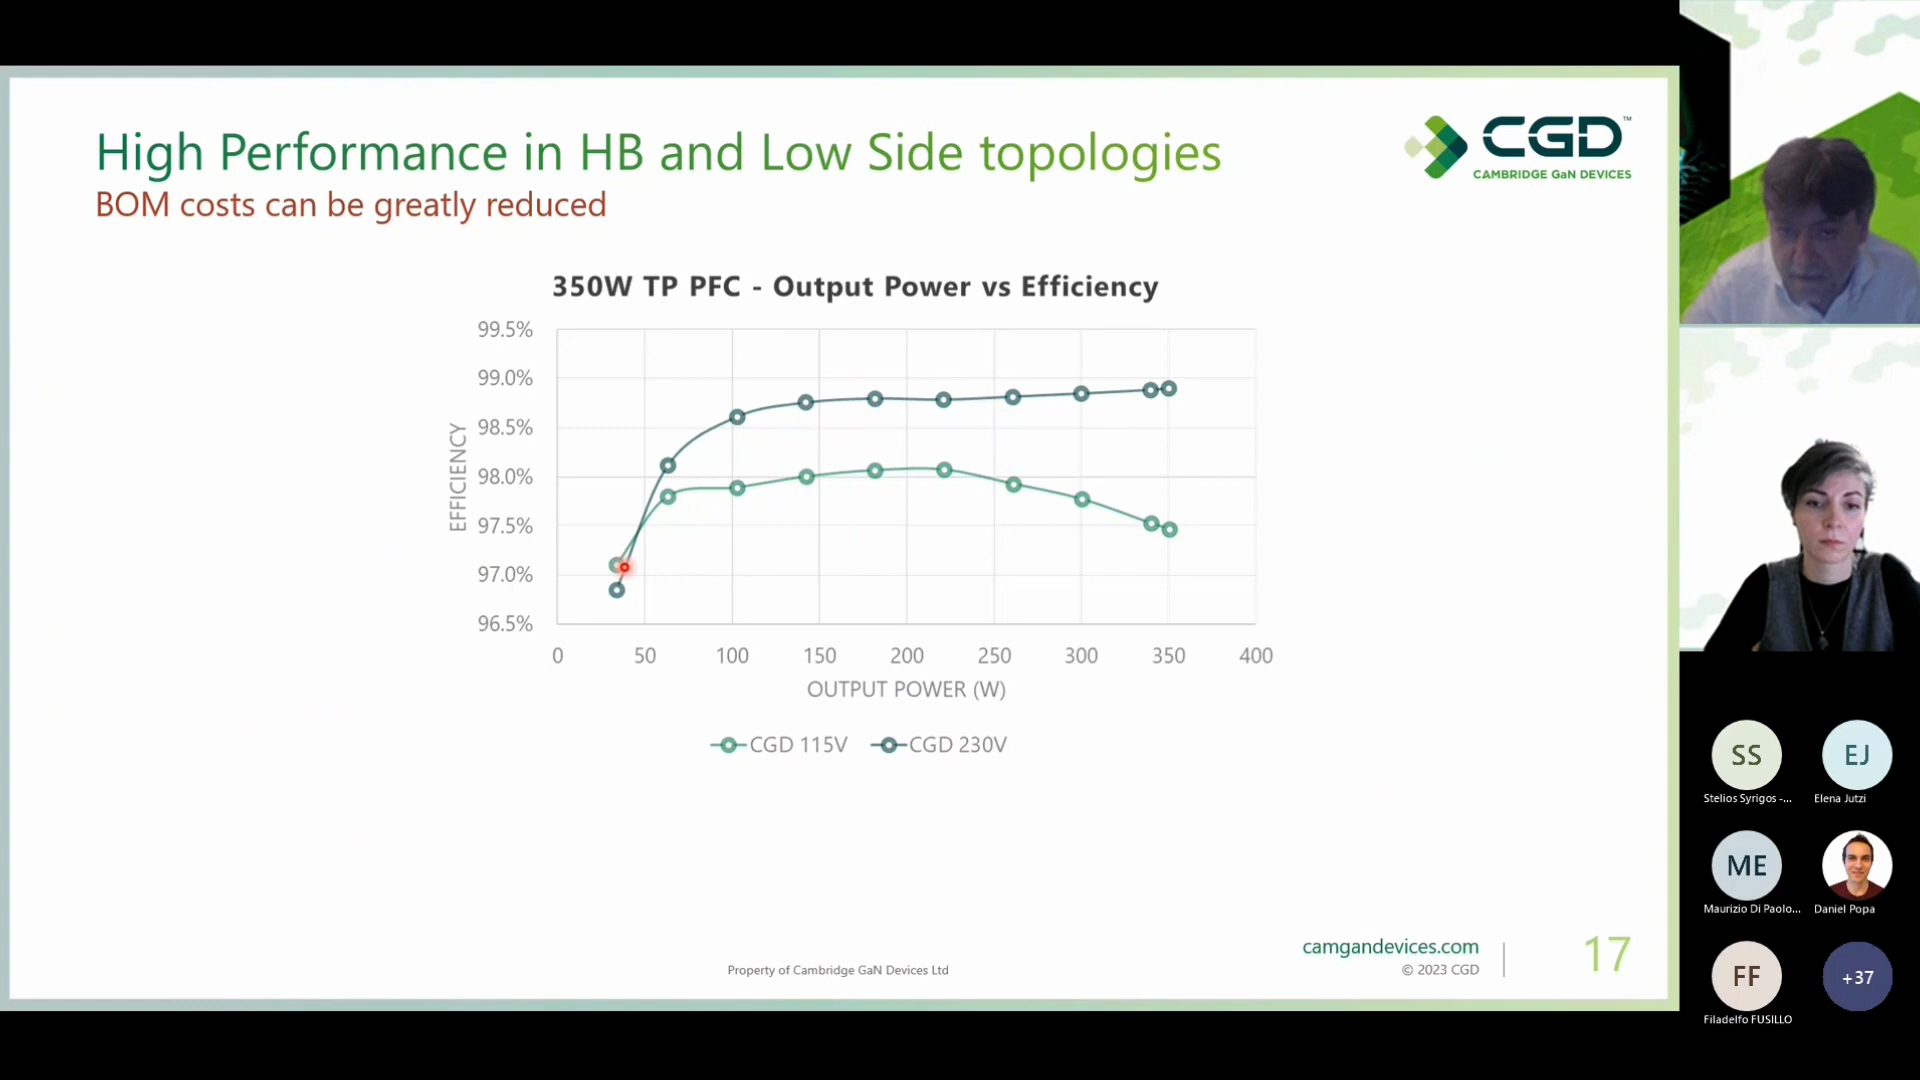 High Performance in HB and Low Side topologies
BOM costs can be greatly reduced
CGD™
CAMBRIDGE GaN DEVICES
350W TP PFC - Output Power vs Efficiency
99.5%
99.0%
98.5%
98.0%
97.5%
97.0%
96.5%
EFFICIENCY
0 50 100 150 200 250 300 350 400
OUTPUT POWER (W)
CGD 115V CGD 230V
Property of Cambridge GaN Devices Ltd
camgandevices.com
© 2023 CGD
17
SS
Stelios Syrigos -...
EJ
Elena Jutzi
ME
Maurizio Di Paolo...
Daniel Popa
FF
Filadelfo FUSILLO
+37